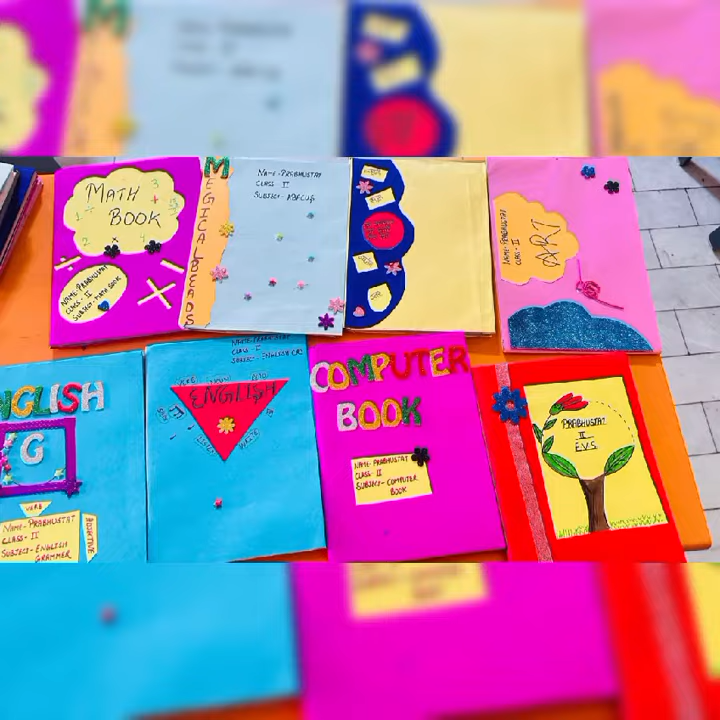 MATH
BOOK
NAME-PRABHUSTAT
CLASS - II
SUBJECT-MATH BOOK
MEGICAL BEADS
NAME-PRABHUSTAT
CLASS II
SUBJECT-ABACUS
NAME-PRABHUSTAT
CLASS - II
ART
ENGLISH
G
VERB
NAME-PRABHUSTAT
CLASS- II
SUBJECT- ENGLISH
GRAMMER
NAME-PRABHUSTAT
CLASS- II
SUBJECT- ENGLISH
ENGLISH
COMPUTER
BOOK
NAME-PRABHUSTAT
CLASS- II
SUBJECT-COMPUTER
BOOK
PRABHUSTAT
II
E.V.S